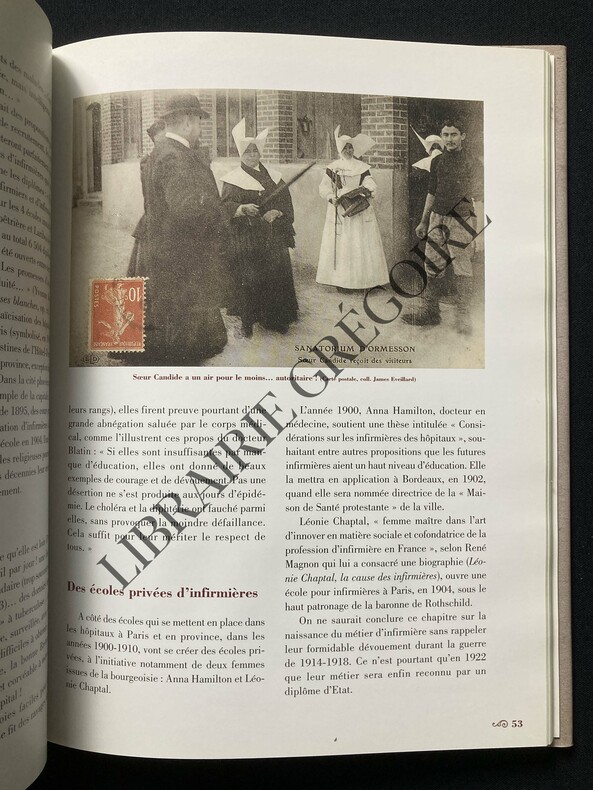 SANATORIUM D'ORMESSON
Sœur Candide reçoit des visiteurs
10
POSTES
Sœur Candide a un air pour le moins... autoritaire ! (Carte postale, coll. James Eveillard)
leurs rangs), elles firent preuve pourtant d'une
grande abnégation saluée par le corps médi-
cal, comme l'illustrent ces propos du docteur
Blatin : « Si elles sont insuffisantes par man-
que d'éducation, elles ont donné de beaux
exemples de courage et de dévouement. Pas une
désertion ne s'est produite aux jours d'épidé-
mie. Le choléra et la diphtérie ont fauché parmi
elles, sans provoquer la moindre défaillance.
Cela suffit pour leur mériter le respect de
tous. »
Des écoles privées d'infirmières
A côté des écoles qui se mettent en place dans
les hôpitaux à Paris et en province, dans les
années 1900-1910, vont se créer des écoles pri-
vées, à l'initiative notamment de deux femmes
issues de la bourgeoisie : Anna Hamilton et Léo-
nie Chaptal.
L'année 1900, Anna Hamilton, docteur en
médecine, soutient une thèse intitulée « Consi-
dérations sur les infirmières des hôpitaux », sou-
haitant entre autres propositions que les futures
infirmières aient un haut niveau d'éducation. Elle
la mettra en application à Bordeaux, en 1902,
quand elle sera nommée directrice de la « Mai-
son de Santé protestante » de la ville.
Léonie Chaptal, « femme maître dans l'art
d'innover en matière sociale et cofondatrice de la
profession d'infirmière en France », selon René
Magnon qui lui a consacré une biographie (Léo-
nie Chaptal, la cause des infirmières), ouvre une
école pour infirmières à Paris, en 1904, sous le
haut patronage de la baronne de Rothschild.
On ne saurait conclure ce chapitre sur la
naissance du métier d'infirmière sans rappeler
leur formidable dévouement durant la guerre
de 1914-1918. Ce n'est pourtant qu'en 1922
que leur métier sera enfin reconnu par un
diplôme d'Etat.
53
LIBRAIRIE GRÉGOIRE